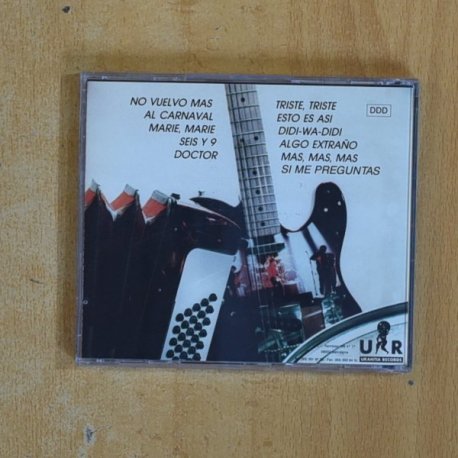 NO VUELVO MAS
AL CARNAVAL
MARIE, MARIE
SEIS Y 9
DOCTOR
TRISTE, TRISTE
ESTO ES ASI
DIDI-WA-DIDI
ALGO EXTRAÑO
MAS, MAS, MAS
SI ME PREGUNTAS
DDD
UR
URANTIA RECORDS